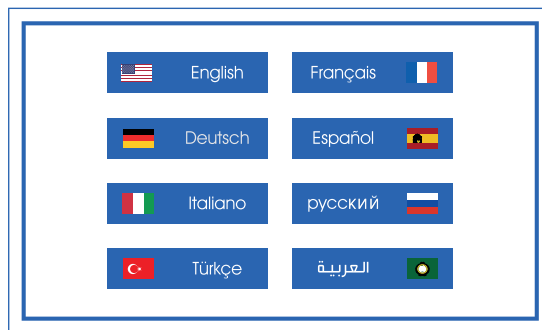 English
Français
Deutsch
Español
Italiano
русский
Türkçe
العربية